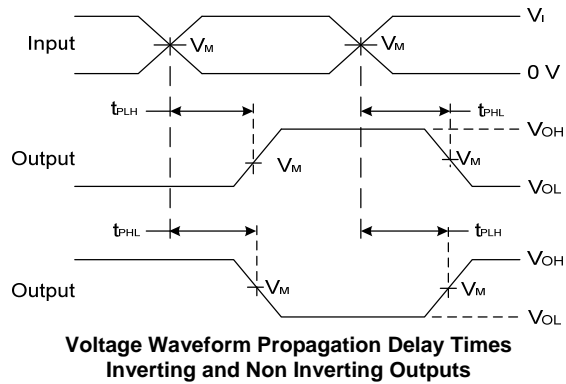 VI
Input
VM
VM
0 V
tPLH
tPHL
VOH
Output
VM
VM
VOL
tPHL
tPLH
VOH
Output
VM
VM
VOL
Voltage Waveform Propagation Delay Times
Inverting and Non Inverting Outputs